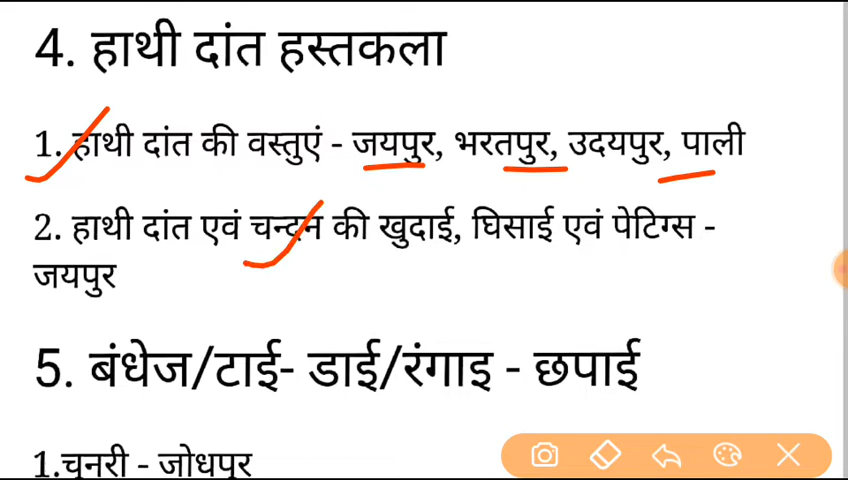 4. हाथी दांत हस्तकला
1. हाथी दांत की वस्तुएं - जयपुर, भरतपुर, उदयपुर, पाली
2. हाथी दांत एवं चन्दन की खुदाई, घिसाई एवं पेटिग्स -
जयपुर
5. बंधेज/टाई- डाई/रंगाइ - छपाई
1.चुनरी - जोधपुर